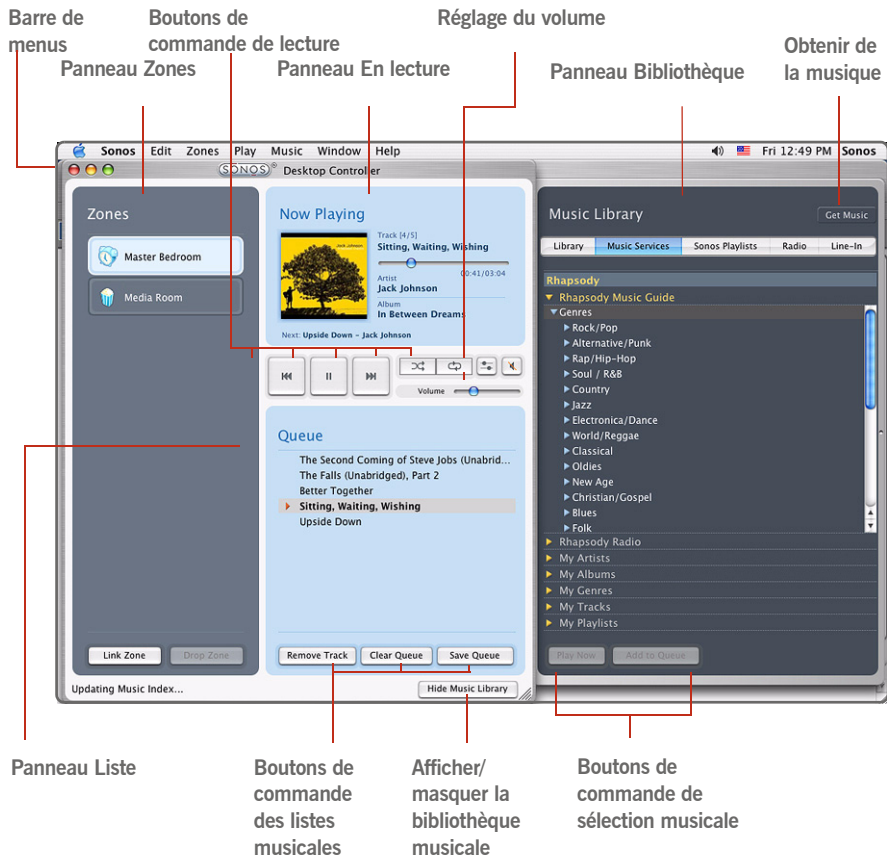 Barre de
menus
Boutons de
commande de lecture
Réglage du volume
Obtenir de
la musique
Panneau Zones
Panneau En lecture
Panneau Bibliothèque
Sonos Edit Zones Play Music Window Help
Fri 12:49 PM Sonos
SONOS Desktop Controller
Zones
Master Bedroom
Media Room
Link Zone
Drop Zone
Updating Music Index...
Now Playing
Jack Johnson
Track [4/5]
Sitting, Waiting, Wishing
00:41/03:04
Artist
Jack Johnson
Album
In Between Dreams
Next: Upside Down - Jack Johnson
Volume
Queue
The Second Coming of Steve Jobs (Unabrid...
The Falls (Unabridged), Part 2
Better Together
Sitting, Waiting, Wishing
Upside Down
Remove Track
Clear Queue
Save Queue
Hide Music Library
Music Library
Get Music
Library
Music Services
Sonos Playlists
Radio
Line-In
Rhapsody
Rhapsody Music Guide
Genres
Rock/Pop
Alternative/Punk
Rap/Hip-Hop
Soul / R&B
Country
Jazz
Electronica/Dance
World/Reggae
Classical
Oldies
New Age
Christian/Gospel
Blues
Folk
Rhapsody Radio
My Artists
My Albums
My Genres
My Tracks
My Playlists
Play Now
Add to Queue
Panneau Liste
Boutons de
commande
des listes
musicales
Afficher/
masquer la
bibliothèque
musicale
Boutons de
commande de
sélection musicale